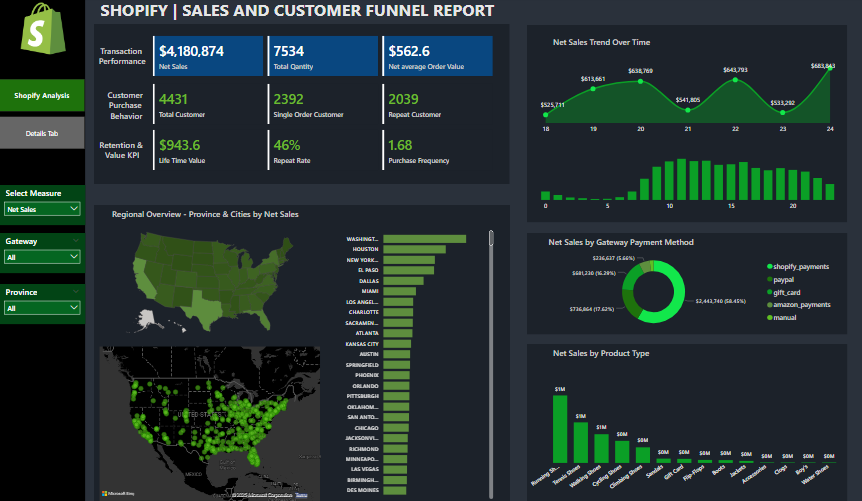 SHOPIFY | SALES AND CUSTOMER FUNNEL REPORT
Shopify Analysis
Details Tab
Select Measure
Net Sales
Gateway
All
Province
All
Transaction
Performance
$4,180,874
Net Sales
7534
Total Qantity
$562.6
Net average Order Value
Customer
Purchase
Behavior
4431
Total Customer
2392
Single Order Customer
2039
Repeat Customer
Retention &
Value KPI
$943.6
Life Time Value
46%
Repeat Rate
1.68
Purchase Frequency
Regional Overview - Province & Cities by Net Sales
WASHINGT...
HOUSTON
NEW YORK...
EL PASO
DALLAS
MIAMI
LOS ANGEL...
CHARLOTTE
SACRAMEN...
ATLANTA
KANSAS CITY
AUSTIN
SPRINGFIELD
PHOENIX
ORLANDO
PITTSBURGH
OKLAHOM...
SAN ANTO...
CHICAGO
JACKSONVI...
RICHMOND
MINNEAPO...
LAS VEGAS
BIRMINGH...
DES MOINES
UNITED STATES
MEXICO
Microsoft Bing
© 2025 Microsoft Corporation Terms
Net Sales Trend Over Time
$525,711
$613,661
$638,769
$541,805
$643,793
$533,292
$683,843
18 19 20 21 22 23 24
0 5 10 15 20
Net Sales by Gateway Payment Method
$236,637 (5.66%)
$681,230 (16.29%)
$736,864 (17.62%)
$2,443,740 (58.45%)
shopify_payments
paypal
gift_card
amazon_payments
manual
Net Sales by Product Type
$1M $1M $1M $0M $0M $0M $0M $0M $0M $0M $0M $0M $0M $0M
Running Sh...
Tennis Shoes
Walking Shoes
Cycling Shoes
Climbing Shoes
Sandals
Gift Card
Flip-Flops
Boots
Jackets
Accessories
Clogs
Boy's
Water Shoes